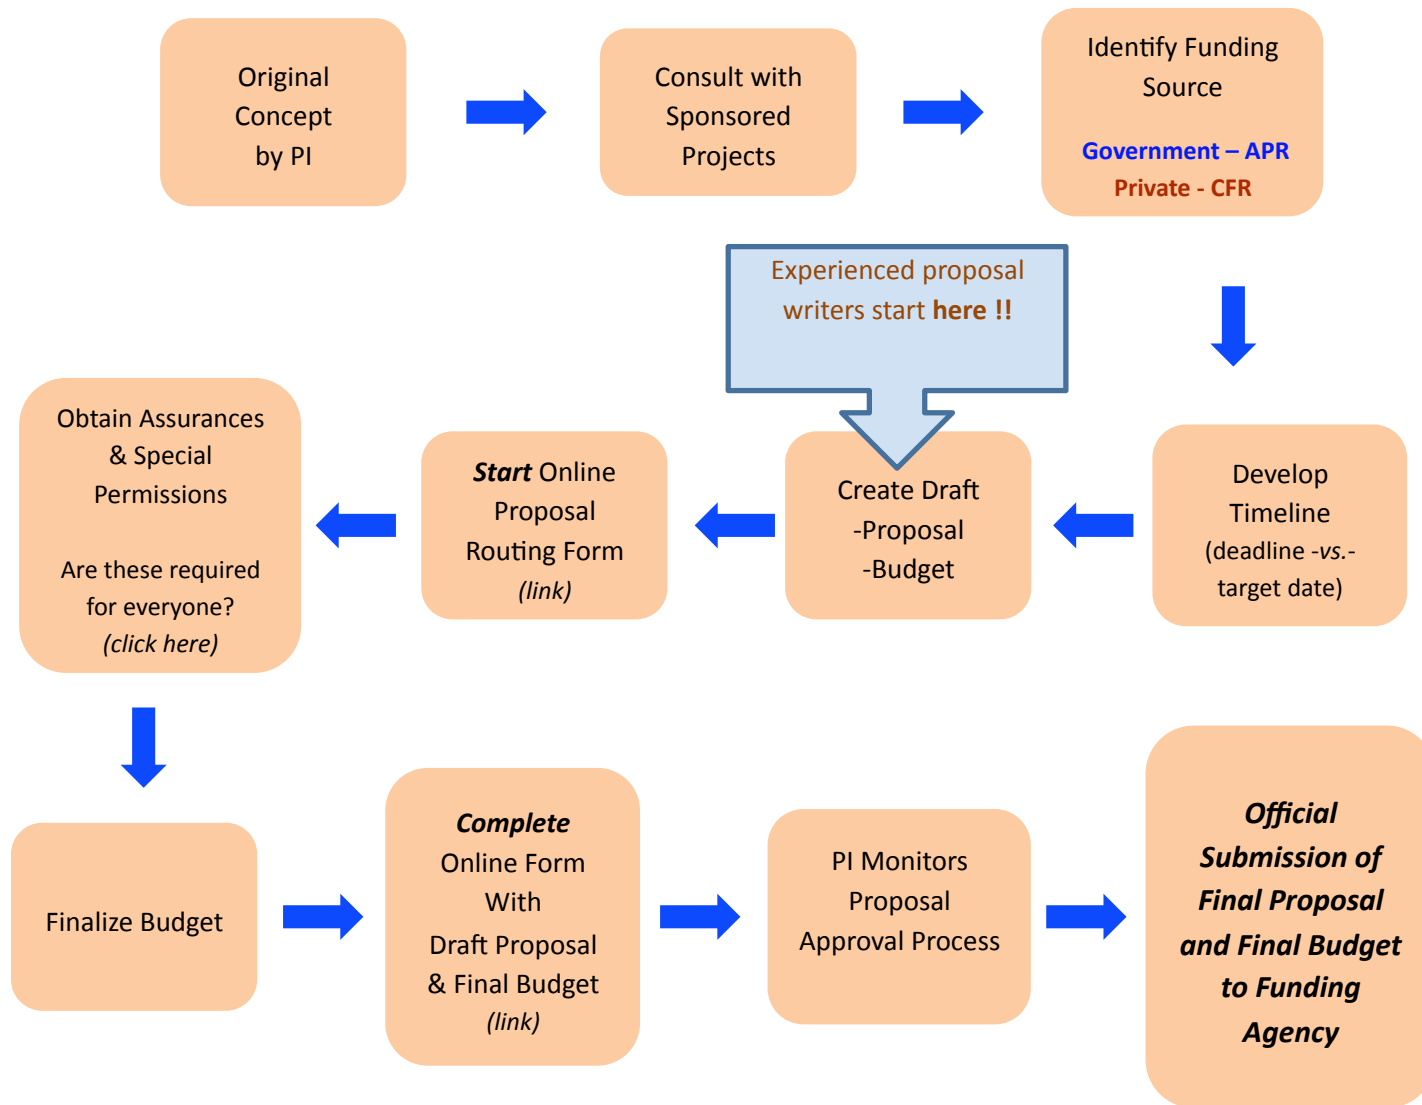 Original
Concept
by PI
Consult with
Sponsored
Projects
Identify Funding
Source
Government – APR
Private - CFR
Experienced proposal
writers start here !!
Develop
Timeline
(deadline -vs.-
target date)
Create Draft
-Proposal
-Budget
Start Online
Proposal
Routing Form
(link)
Obtain Assurances
& Special
Permissions
Are these required
for everyone?
(click here)
Finalize Budget
Complete
Online Form
With
Draft Proposal
& Final Budget
(link)
PI Monitors
Proposal
Approval Process
Official
Submission of
Final Proposal
and Final Budget
to Funding
Agency